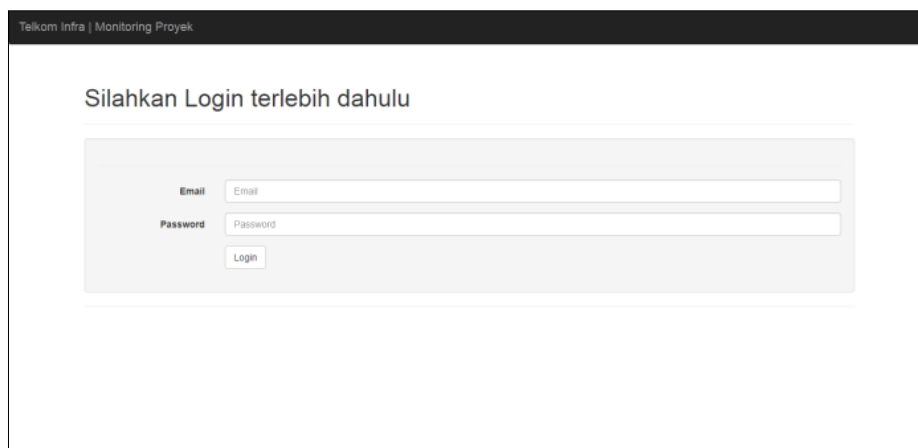 Telkom Infra | Monitoring Proyek
Silahkan Login terlebih dahulu
Email Email
Password Password
Login